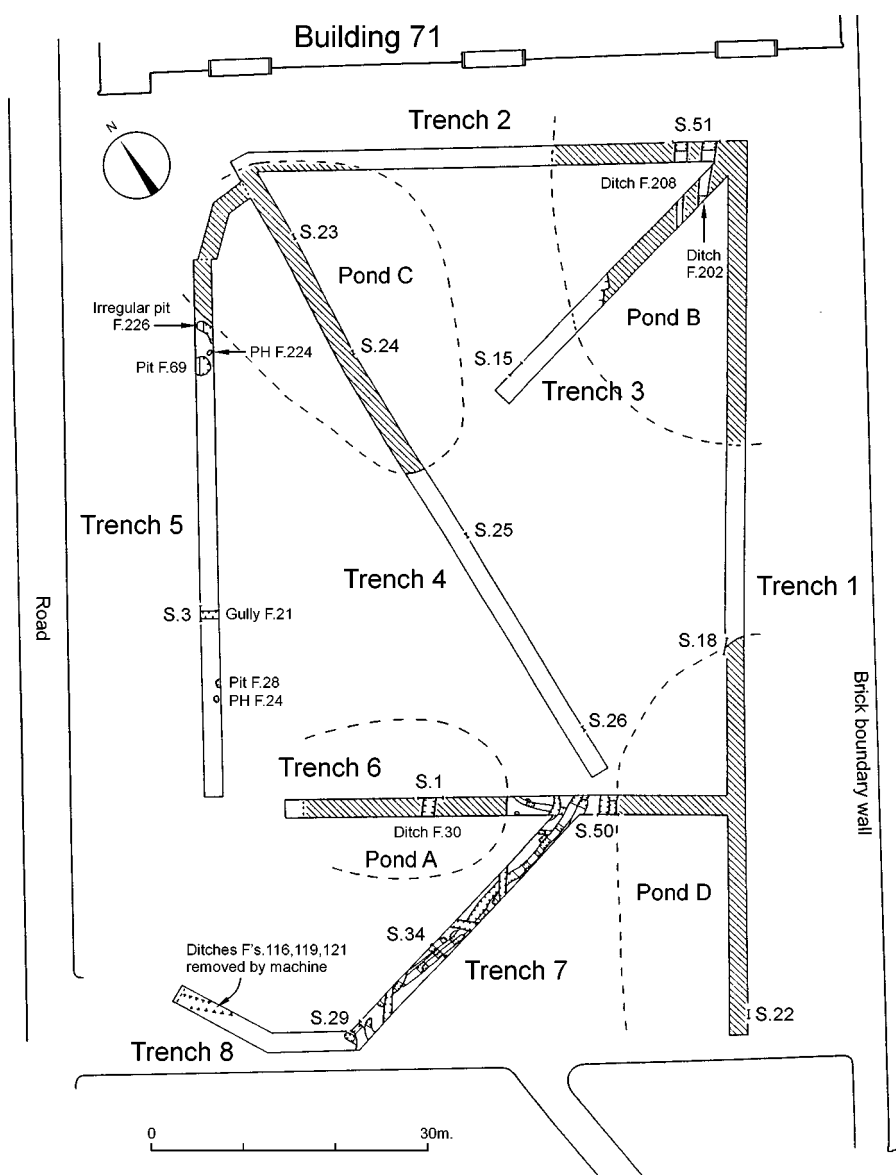 Building 71
N
Trench 2
S.51
Ditch F.208
S.23
Ditch
F.202
Pond C
Irregular pit
F.226
Pond B
PH F.224
S.24
S.15
Pit F.69
Trench 3
Trench 5
S.25
Trench 4
Trench 1
Road
S.3
Gully F.21
S.18
Pit F.28
PH F.24
Brick boundary wall
S.26
Trench 6
S.1
Ditch F.30
S.50
Pond A
Pond D
S.34
Ditches F's.116,119,121
removed by machine
Trench 7
S.29
S.22
Trench 8
0
30m.